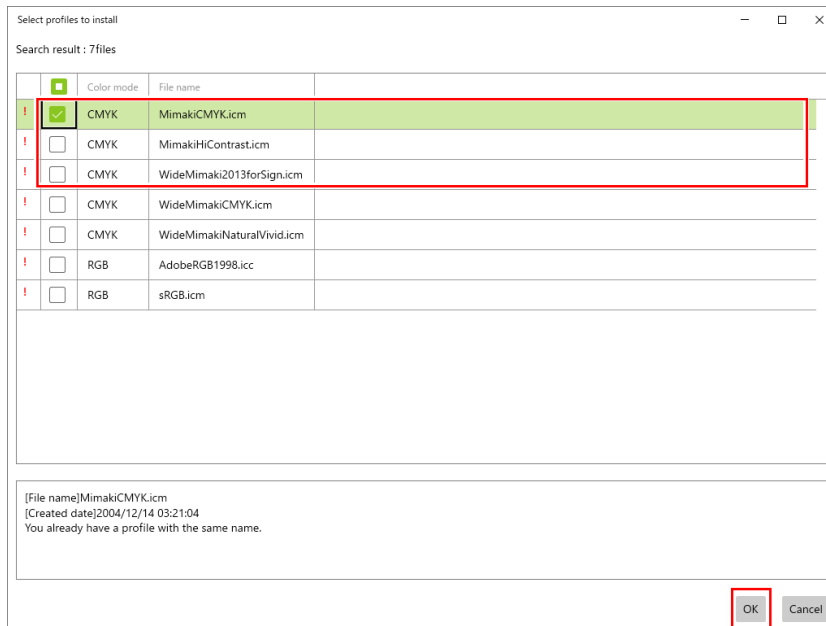 Select profiles to install
Search result : 7files
Color mode File name
! CMYK MimakiCMYK.icm
! CMYK MimakiHiContrast.icm
! CMYK WideMimaki2013forSign.icm
! CMYK WideMimakiCMYK.icm
! CMYK WideMimakiNaturalVivid.icm
! RGB AdobeRGB1998.icc
! RGB sRGB.icm
[File name]MimakiCMYK.icm
[Created date]2004/12/14 03:21:04
You already have a profile with the same name.
OK Cancel